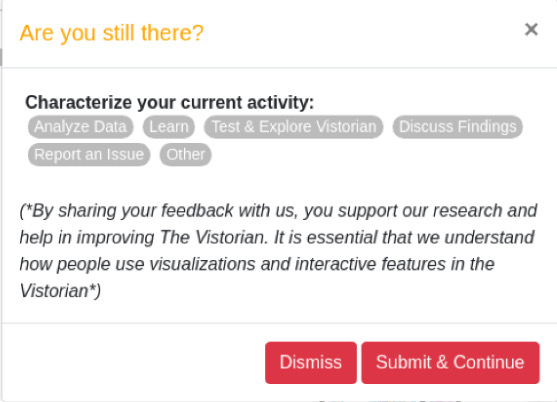 Are you still there? ×
Characterize your current activity:
Analyze Data Learn Test & Explore Vistorian Discuss Findings
Report an Issue Other
(*By sharing your feedback with us, you support our research and
help in improving The Vistorian. It is essential that we understand
how people use visualizations and interactive features in the
Vistorian*)
Dismiss Submit & Continue